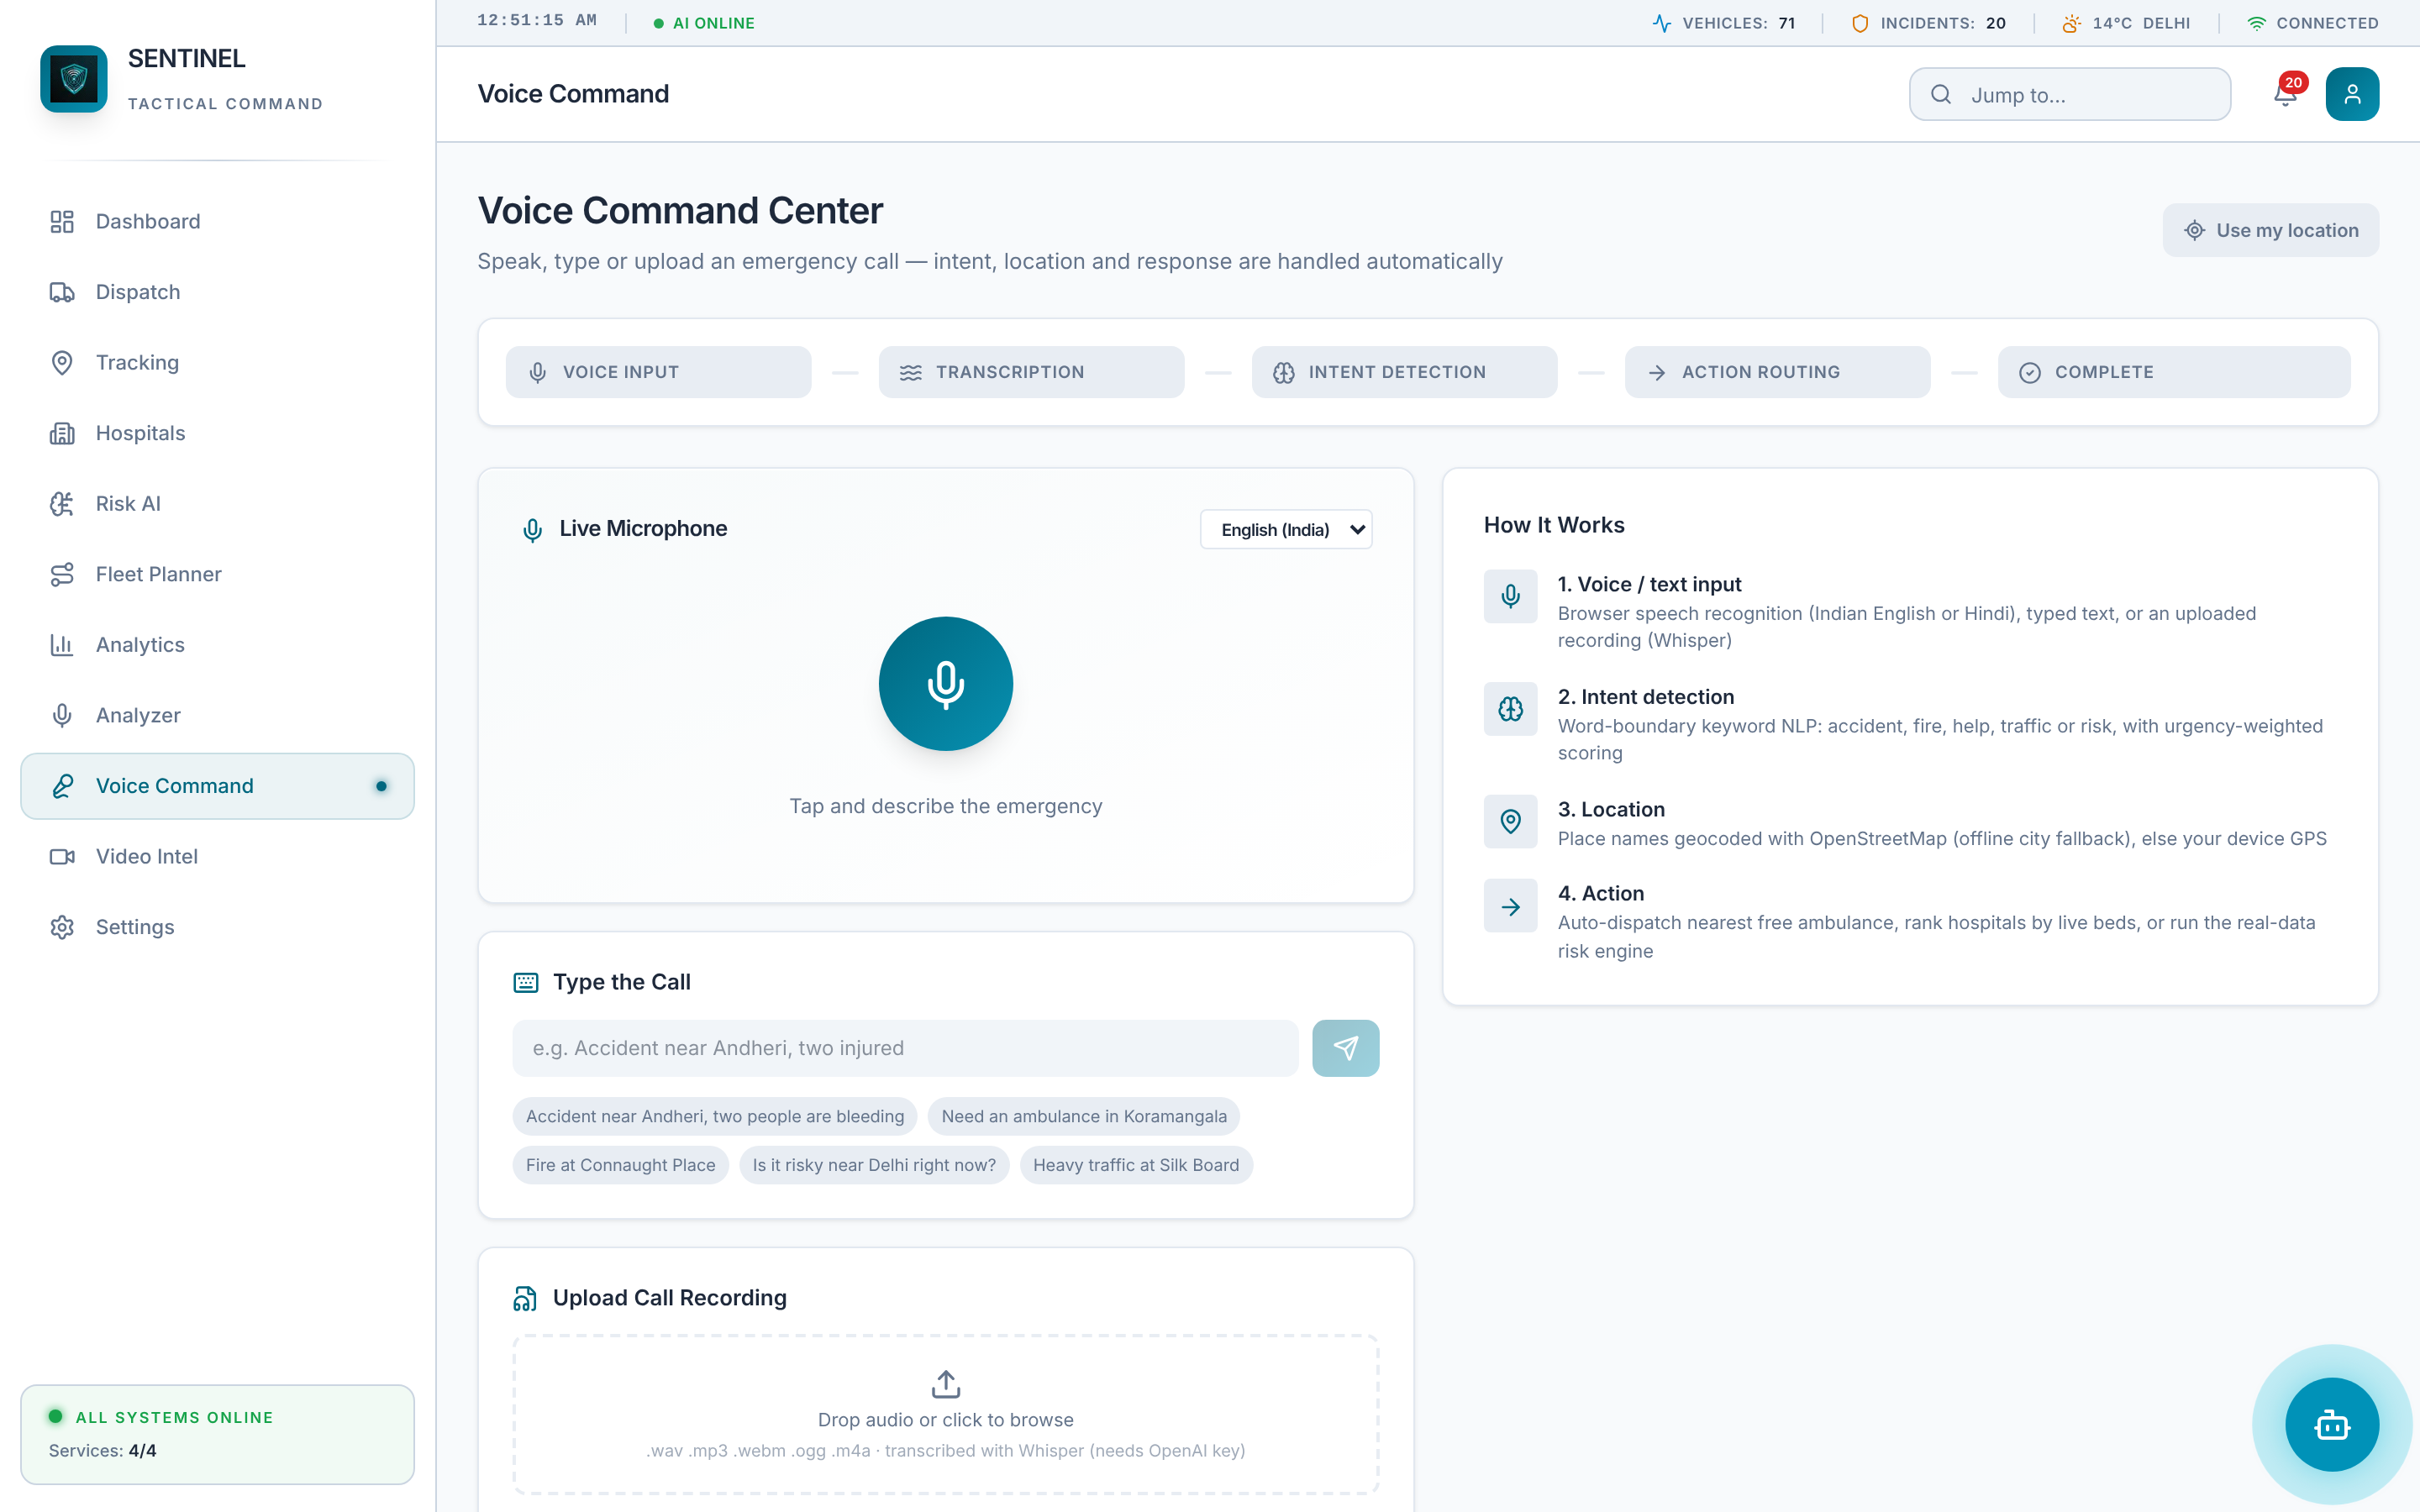 SENTINEL
TACTICAL COMMAND
Dashboard
Dispatch
Tracking
Hospitals
Risk AI
Fleet Planner
Analytics
Analyzer
Voice Command
Video Intel
Settings
ALL SYSTEMS ONLINE
Services: 4/4
12:51:15 AM
AI ONLINE
VEHICLES: 71
INCIDENTS: 20
14°C DELHI
CONNECTED
Voice Command
Jump to...
20
Voice Command Center
Speak, type or upload an emergency call — intent, location and response are handled automatically
Use my location
VOICE INPUT
TRANSCRIPTION
INTENT DETECTION
ACTION ROUTING
COMPLETE
Live Microphone
English (India)
Tap and describe the emergency
Type the Call
e.g. Accident near Andheri, two injured
Accident near Andheri, two people are bleeding
Need an ambulance in Koramangala
Fire at Connaught Place
Is it risky near Delhi right now?
Heavy traffic at Silk Board
Upload Call Recording
Drop audio or click to browse
.wav .mp3 .webm .ogg .m4a · transcribed with Whisper (needs OpenAI key)
How It Works
1. Voice / text input
Browser speech recognition (Indian English or Hindi), typed text, or an uploaded
recording (Whisper)
2. Intent detection
Word-boundary keyword NLP: accident, fire, help, traffic or risk, with urgency-weighted
scoring
3. Location
Place names geocoded with OpenStreetMap (offline city fallback), else your device GPS
4. Action
Auto-dispatch nearest free ambulance, rank hospitals by live beds, or run the real-data
risk engine